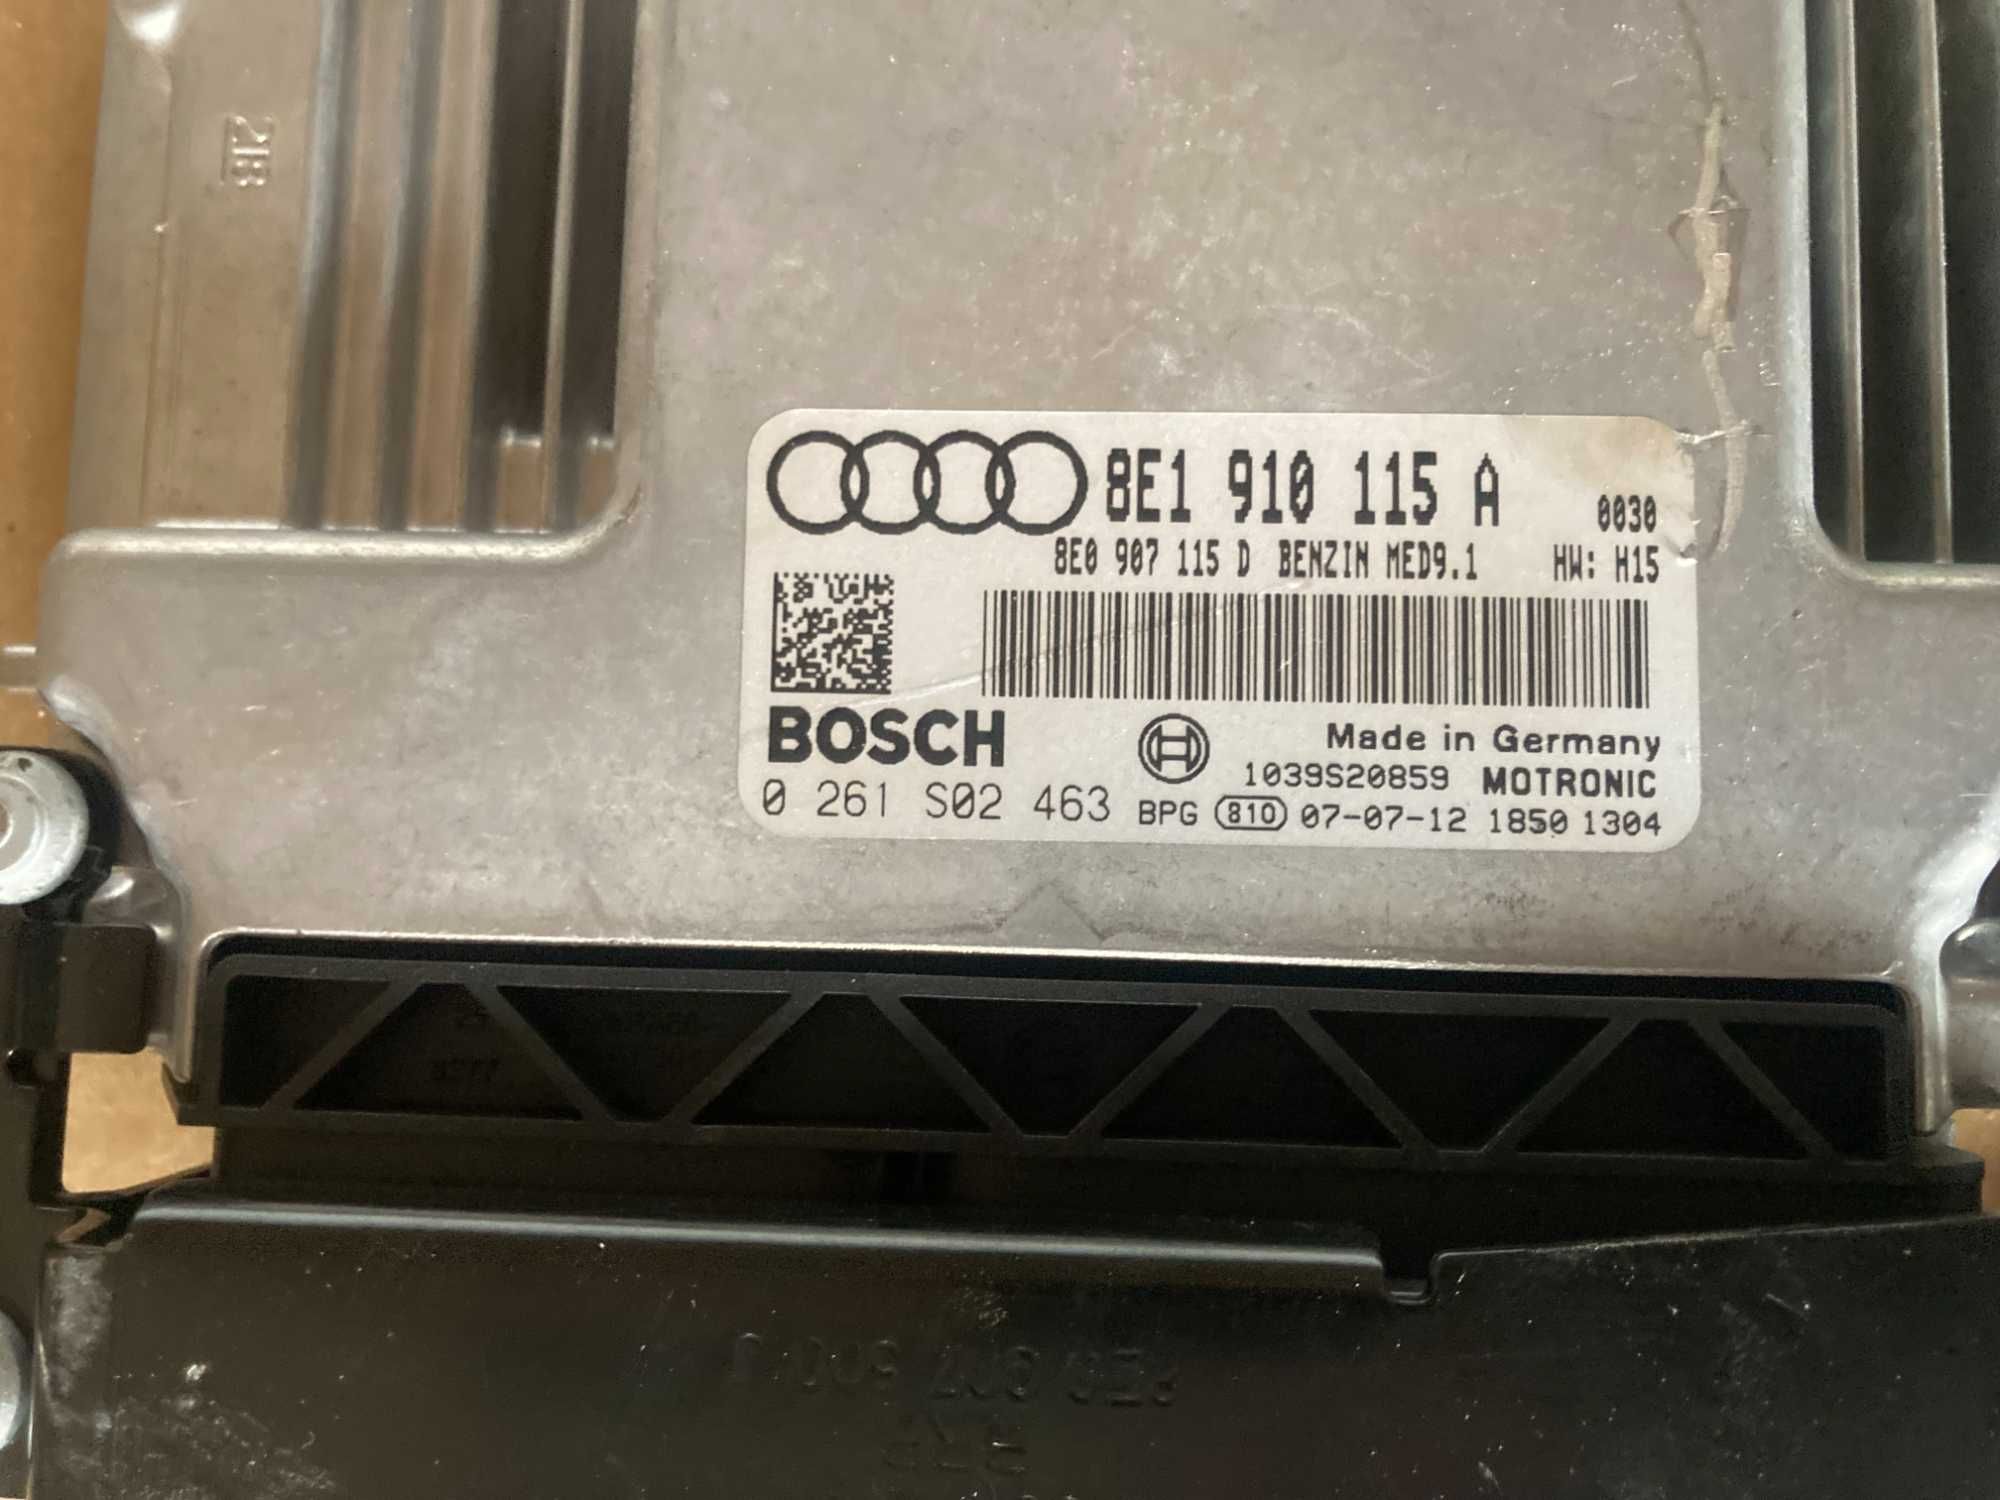 2B
8E1 910 115 A
0030
8E0 907 115 D BENZIN MED9.1 HW: H15
BOSCH
Made in Germany
1039S20859 MOTRONIC
0 261 S02 463 BPG 810 07-07-12 1850 1304